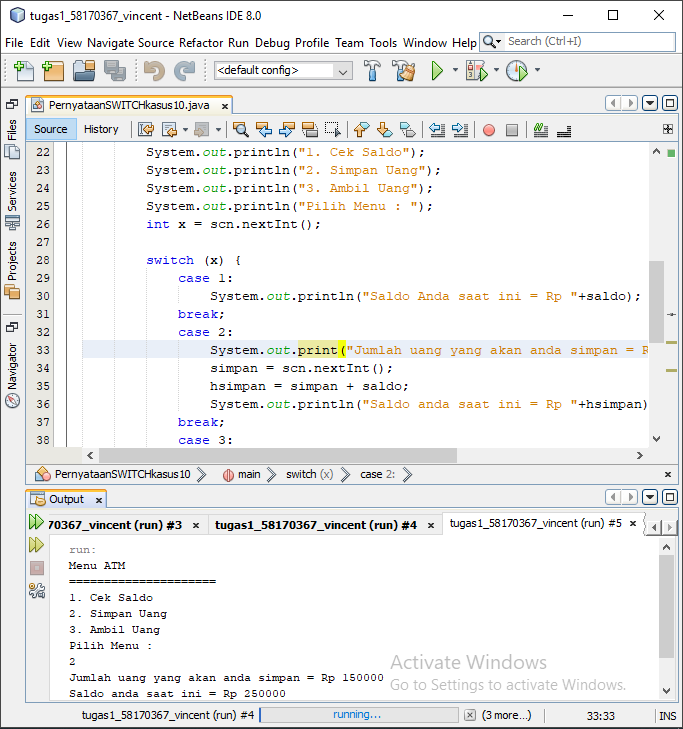 tugas1_58170367_vincent - NetBeans IDE 8.0
File Edit View Navigate Source Refactor Run Debug Profile Team Tools Window Help Search (Ctrl+I)
<default config>
PernyataanSWITCHkasus10.java
Source History
Files
Services
Projects
Navigator
22 System.out.println("1. Cek Saldo");
23 System.out.println("2. Simpan Uang");
24 System.out.println("3. Ambil Uang");
25 System.out.println("Pilih Menu : ");
26 int x = scn.nextInt();
27
28 switch (x) {
29 case 1:
30 System.out.println("Saldo Anda saat ini = Rp "+saldo);
31 break;
32 case 2:
33 System.out.print("Jumlah uang yang akan anda simpan = R
34 simpan = scn.nextInt();
35 hsimpan = simpan + saldo;
36 System.out.println("Saldo anda saat ini = Rp "+hsimpan)
37 break;
38 case 3:
PernyataanSWITCHkasus10 main switch (x) case 2:
Output
70367_vincent (run) #3 tugas1_58170367_vincent (run) #4 tugas1_58170367_vincent (run) #5
run:
Menu ATM
=====================
1. Cek Saldo
2. Simpan Uang
3. Ambil Uang
Pilih Menu :
2
Jumlah uang yang akan anda simpan = Rp 150000
Saldo anda saat ini = Rp 250000
Activate Windows
Go to Settings to activate Windows.
tugas1_58170367_vincent (run) #4 running... (3 more...) 33:33 INS